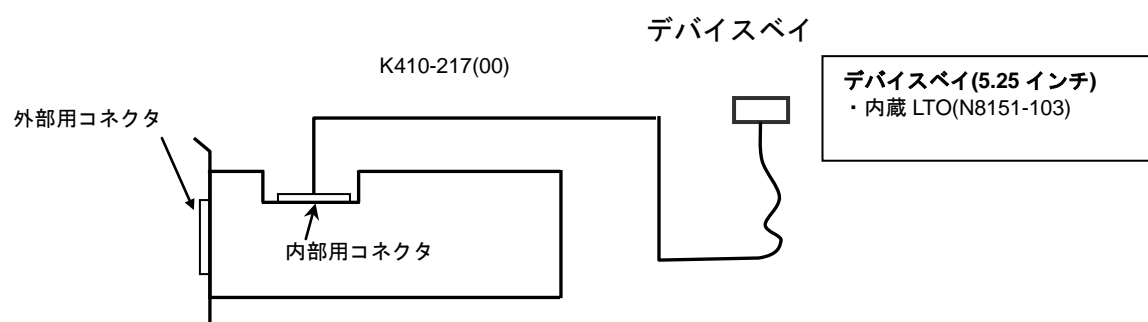 デバイスベイ
K410-217(00)
デバイスベイ(5.25 インチ)
・内蔵 LTO(N8151-103)
外部用コネクタ
内部用コネクタ